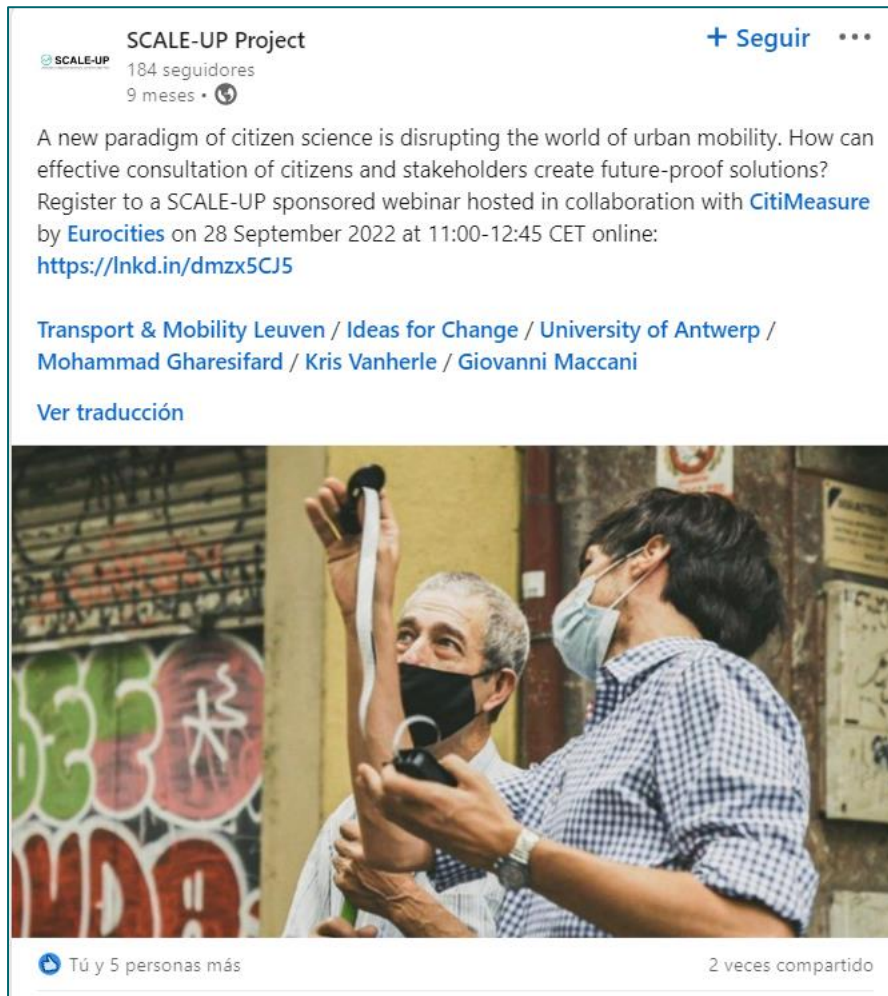 SCALE-UP Project
SCALE-UP
184 seguidores
9 meses •
+ Seguir
A new paradigm of citizen science is disrupting the world of urban mobility. How can
effective consultation of citizens and stakeholders create future-proof solutions?
Register to a SCALE-UP sponsored webinar hosted in collaboration with CitiMeasure
by Eurocities on 28 September 2022 at 11:00-12:45 CET online:
https://lnkd.in/dmzx5CJ5
Transport & Mobility Leuven / Ideas for Change / University of Antwerp /
Mohammad Gharesifard / Kris Vanherle / Giovanni Maccani
Ver traducción
Tú y 5 personas más
2 veces compartido